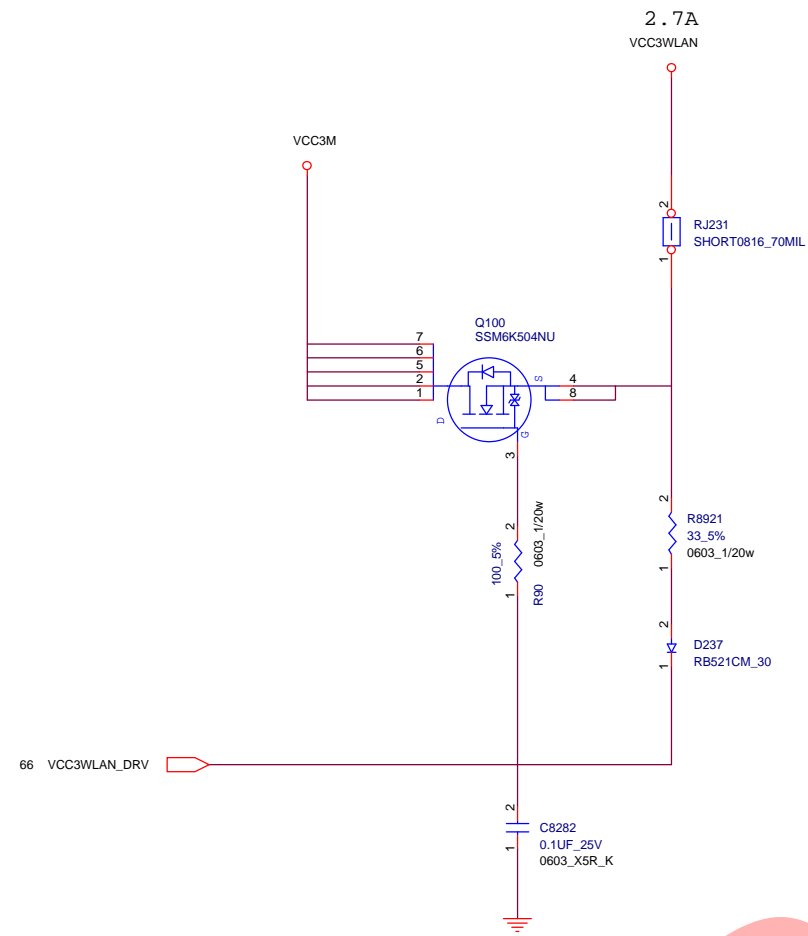 2.7A
VCC3WLAN
VCC3M
2
RJ231
SHORT0816_70MIL
1
Q100
SSM6K504NU
7
6
5
2
1
S
4
8
D
G
3
2
0603_1/20w
100_5%
1
R90
2
R8921
33_5%
0603_1/20w
1
2
D237
RB521CM_30
1
66 VCC3WLAN_DRV
2
C8282
0.1UF_25V
1
0603_X5R_K